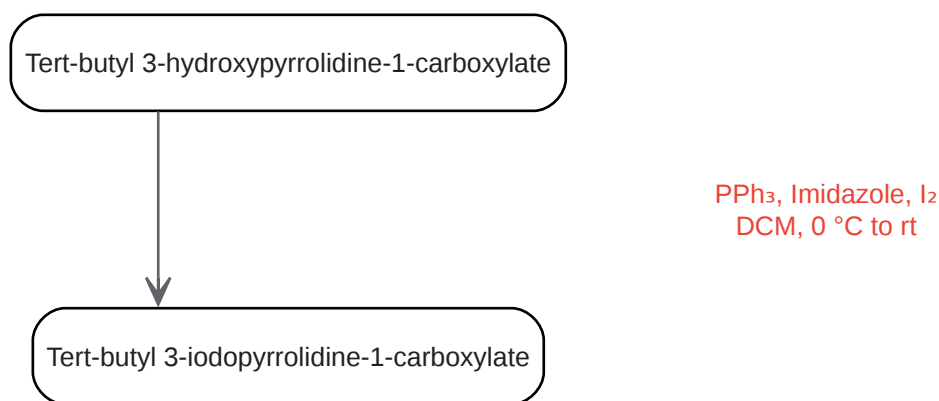 Tert-butyl 3-hydroxypyrrolidine-1-carboxylate
PPh₃, Imidazole, I₂
DCM, 0 °C to rt
Tert-butyl 3-iodopyrrolidine-1-carboxylate